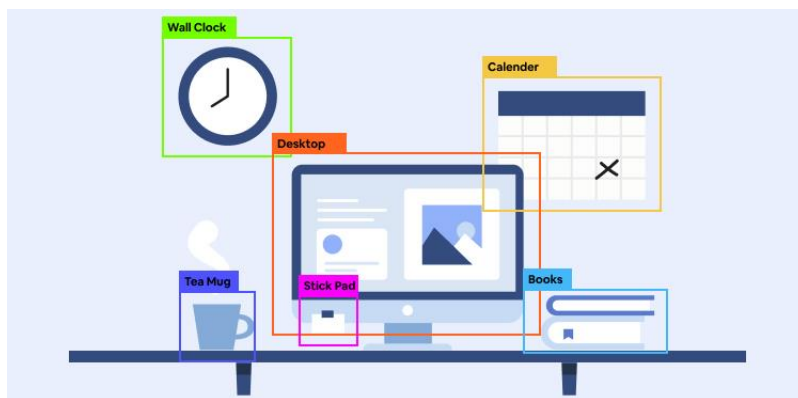 Wall Clock
Calender
Desktop
Tea Mug
Stick Pad
Books